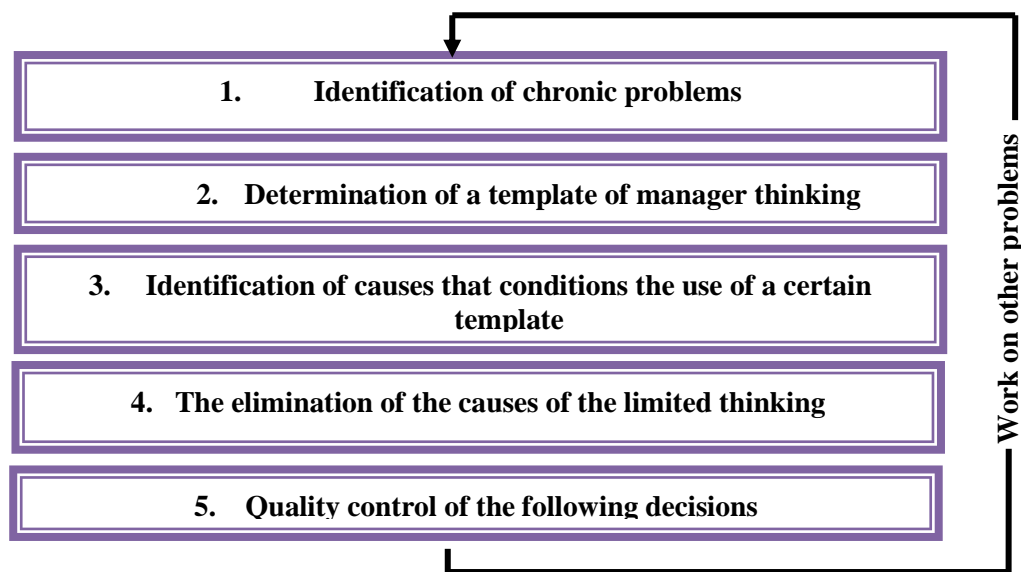 1. Identification of chronic problems
2. Determination of a template of manager thinking
3. Identification of causes that conditions the use of a certain
template
4. The elimination of the causes of the limited thinking
5. Quality control of the following decisions
Work on other problems